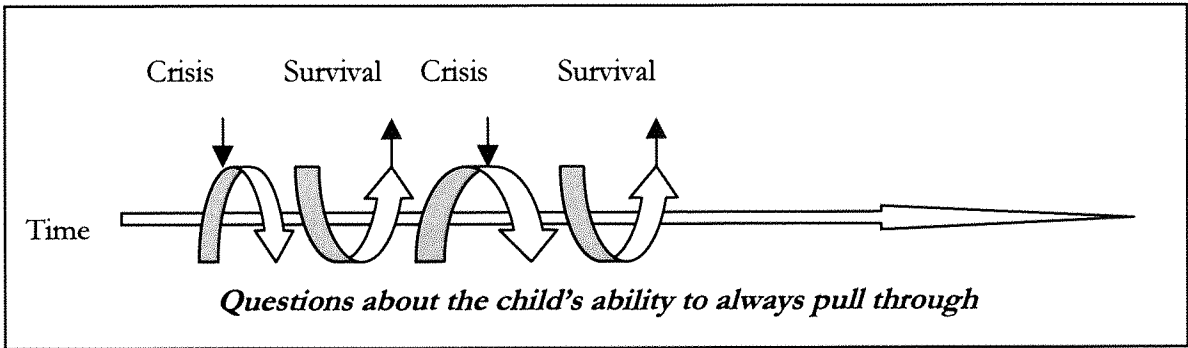 Crisis Survival Crisis Survival
Time
Questions about the child's ability to always pull through